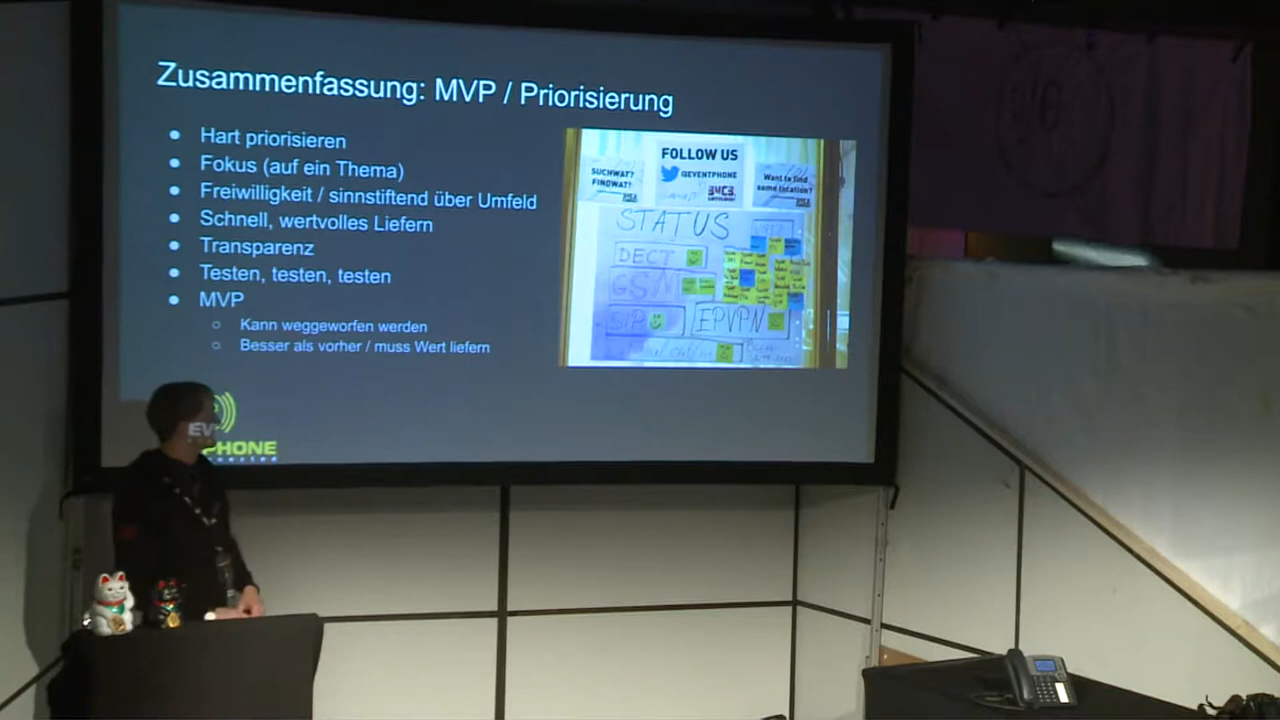 Zusammenfassung: MVP / Priorisierung
● Hart priorisieren
● Fokus (auf ein Thema)
● Freiwilligkeit / sinnstiftend über Umfeld
● Schnell, wertvolles Liefern
● Transparenz
● Testen, testen, testen
● MVP
○ Kann weggeworfen werden
○ Besser als vorher / muss Wert liefern
FOLLOW US
@EVENTPHONE
SUCHWAT?
FINDWAT?
Want to find
some location?
STATUS
DECT
GSM
SIP
EPVPN
EV
PHONE